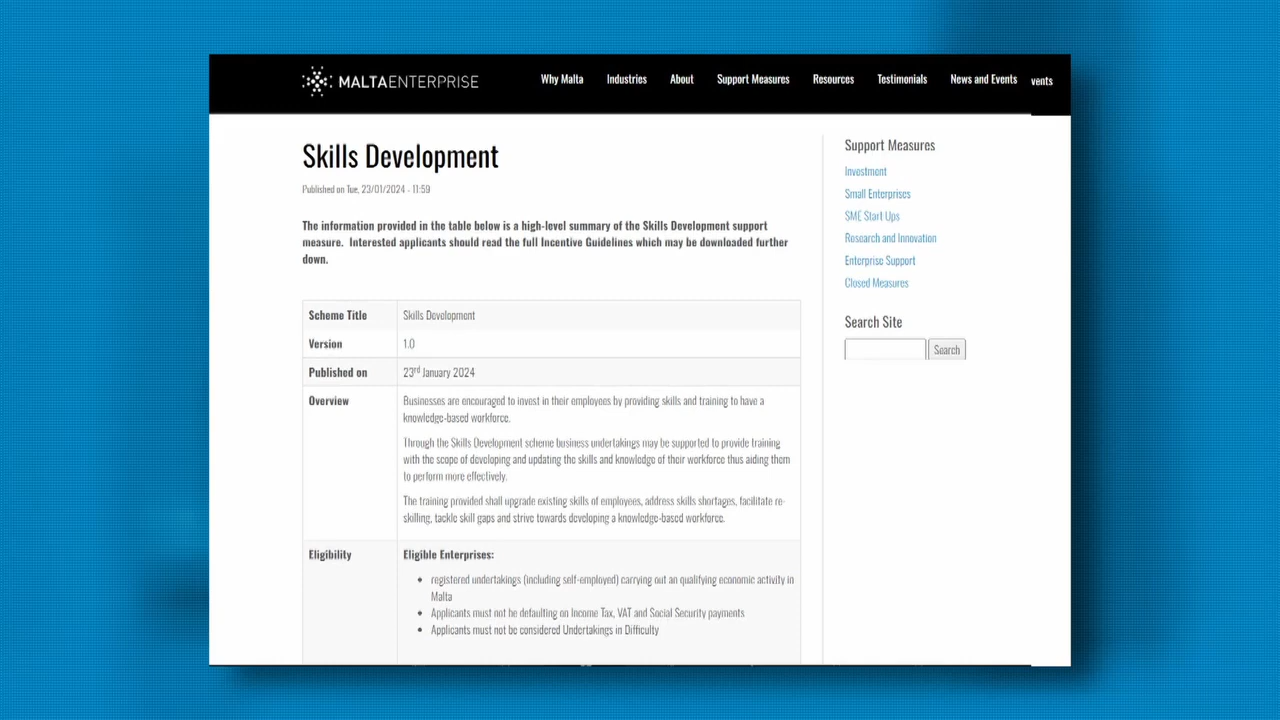 MALTAENTERPRISE
Why Malta Industries About Support Measures Resources Testimonials News and Events vents
Skills Development
Published on Tue, 23/01/2024 - 11:59
The information provided in the table below is a high-level summary of the Skills Development support
measure. Interested applicants should read the full Incentive Guidelines which may be downloaded further
down.
Scheme Title Skills Development
Version 1.0
Published on 23rd January 2024
Overview Businesses are encouraged to invest in their employees by providing skills and training to have a
knowledge-based workforce.
Through the Skills Development scheme business undertakings may be supported to provide training
with the scope of developing and updating the skills and knowledge of their workforce thus aiding them
to perform more effectively.
The training provided shall upgrade existing skills of employees, address skills shortages, facilitate re-
skilling, tackle skill gaps and strive towards developing a knowledge-based workforce.
Eligibility Eligible Enterprises:
• registered undertakings (including self-employed) carrying out an qualifying economic activity in
Malta
• Applicants must not be defaulting on Income Tax, VAT and Social Security payments
• Applicants must not be considered Undertakings in Difficulty
Support Measures
Investment
Small Enterprises
SME Start Ups
Research and Innovation
Enterprise Support
Closed Measures
Search Site
Search